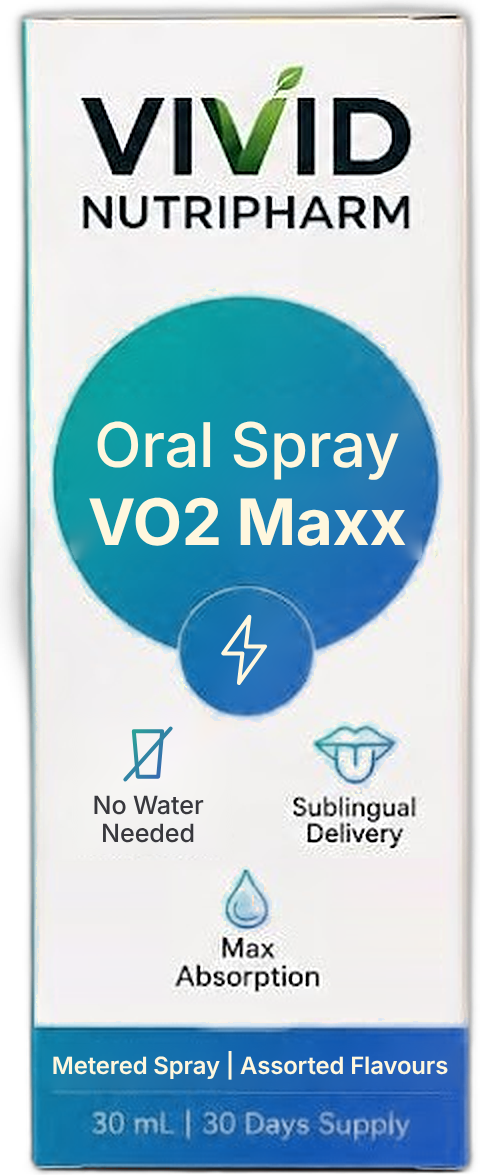 VIVID
NUTRIPHARM
Oral Spray
VO2 Maxx
No Water
Needed
Sublingual
Delivery
Max
Absorption
Metered Spray | Assorted Flavours
30 mL | 30 Days Supply